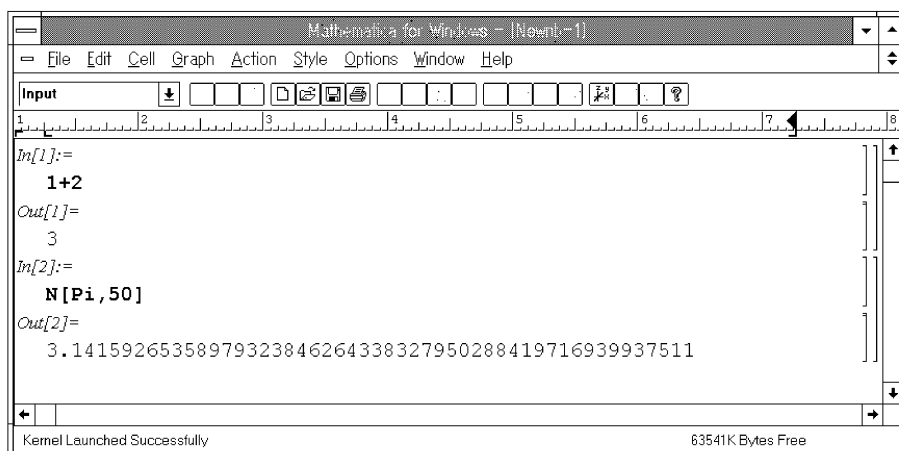 Mathematica for Windows - [Newnb-1]
File Edit Cell Graph Action Style Options Window Help
Input
1 2 3 4 5 6 7 8
In[1]:=
1+2
Out[1]=
3
In[2]:=
N[Pi,50]
Out[2]=
3.1415926535897932384626433832795028841971693993751​1
Kernel Launched Successfully
63541K Bytes Free